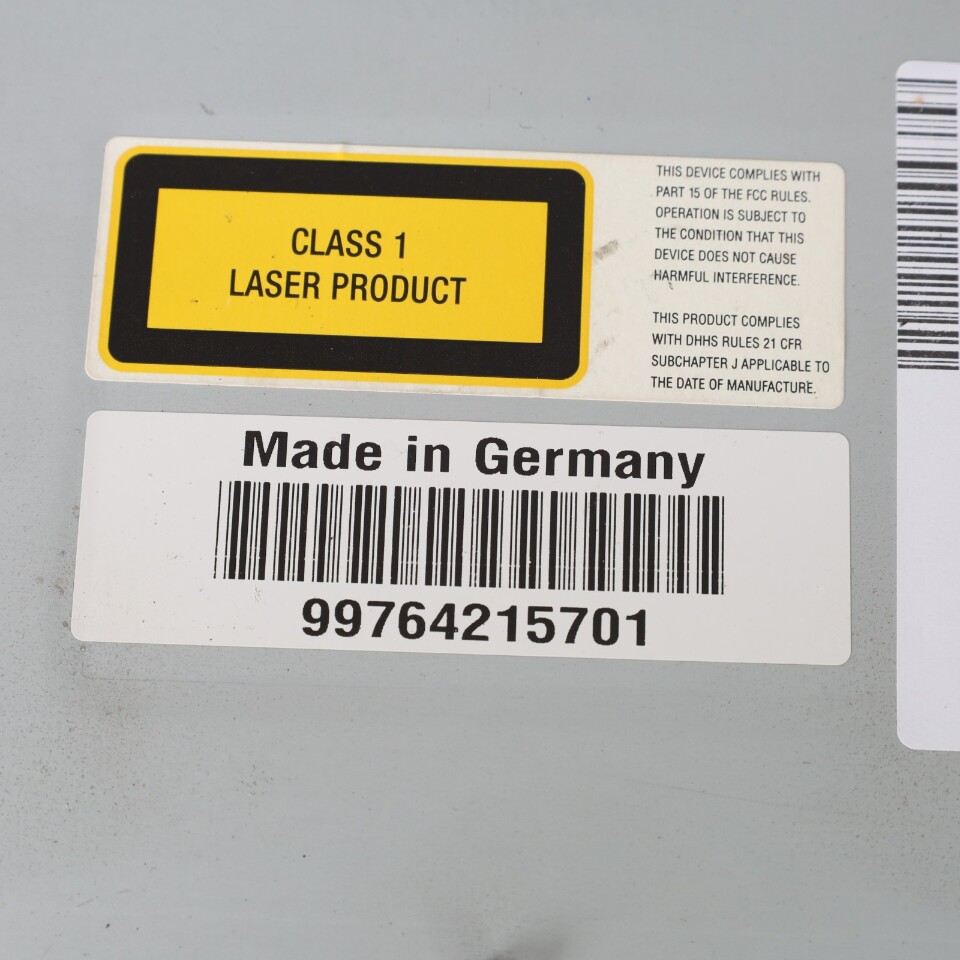 CLASS 1
LASER PRODUCT
THIS DEVICE COMPLIES WITH
PART 15 OF THE FCC RULES.
OPERATION IS SUBJECT TO
THE CONDITION THAT THIS
DEVICE DOES NOT CAUSE
HARMFUL INTERFERENCE.
THIS PRODUCT COMPLIES
WITH DHHS RULES 21 CFR
SUBCHAPTER J APPLICABLE TO
THE DATE OF MANUFACTURE.
Made in Germany
99764215701